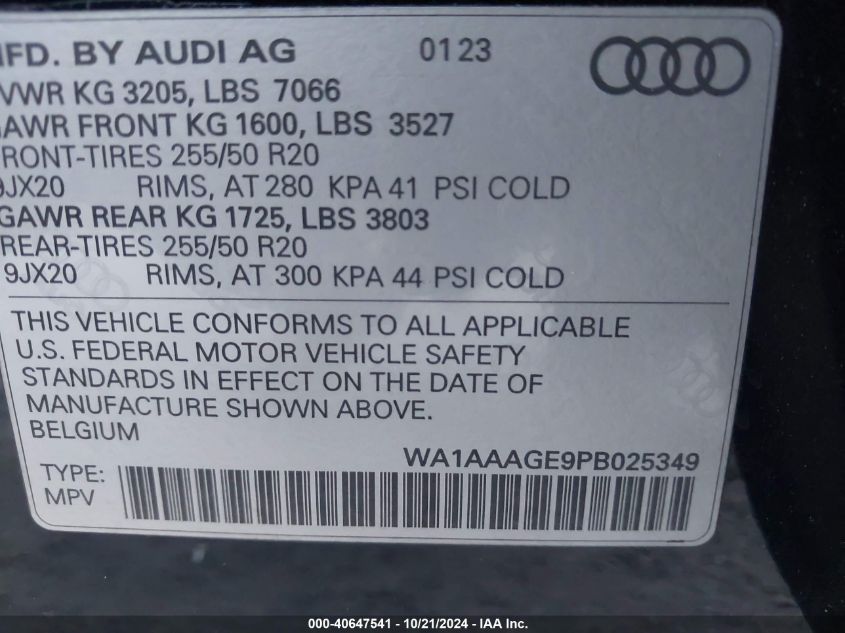 MFD. BY AUDI AG 0123
VWR KG 3205, LBS 7066
GAWR FRONT KG 1600, LBS 3527
FRONT-TIRES 255/50 R20
9JX20 RIMS, AT 280 KPA 41 PSI COLD
GAWR REAR KG 1725, LBS 3803
REAR-TIRES 255/50 R20
9JX20 RIMS, AT 300 KPA 44 PSI COLD
THIS VEHICLE CONFORMS TO ALL APPLICABLE
U.S. FEDERAL MOTOR VEHICLE SAFETY
STANDARDS IN EFFECT ON THE DATE OF
MANUFACTURE SHOWN ABOVE.
BELGIUM
WA1AAAGE9PB025349
TYPE:
MPV
000-40647541 - 10/21/2024 - IAA Inc.